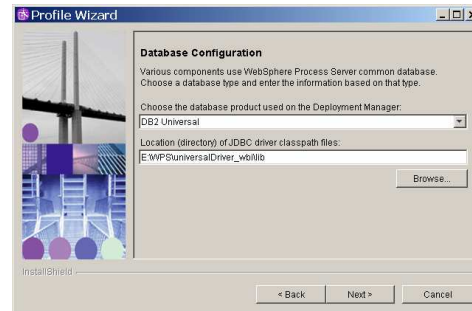 Profile Wizard
Database Configuration
Various components use WebSphere Process Server common database.
Choose a database type and enter the information based on that type.
Choose the database product used on the Deployment Manager:
DB2 Universal
Location (directory) of JDBC driver classpath files:
E:\WPS\universalDriver_wbi\lib
Browse...
InstallShield
< Back
Next >
Cancel